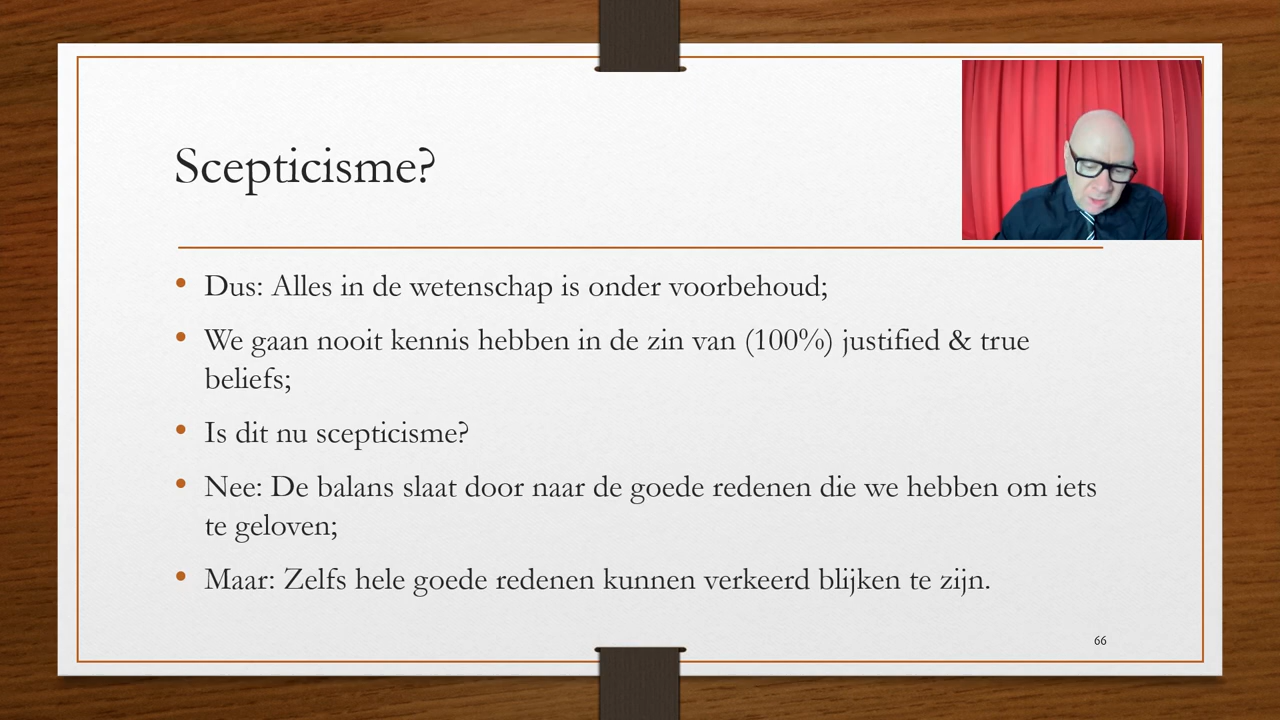 Scepticisme?
Dus: Alles in de wetenschap is onder voorbehoud;
We gaan nooit kennis hebben in de zin van (100%) justified & true
beliefs;
Is dit nu scepticisme?
Nee: De balans slaat door naar de goede redenen die we hebben om iets
te geloven;
Maar: Zelfs hele goede redenen kunnen verkeerd blijken te zijn.
66